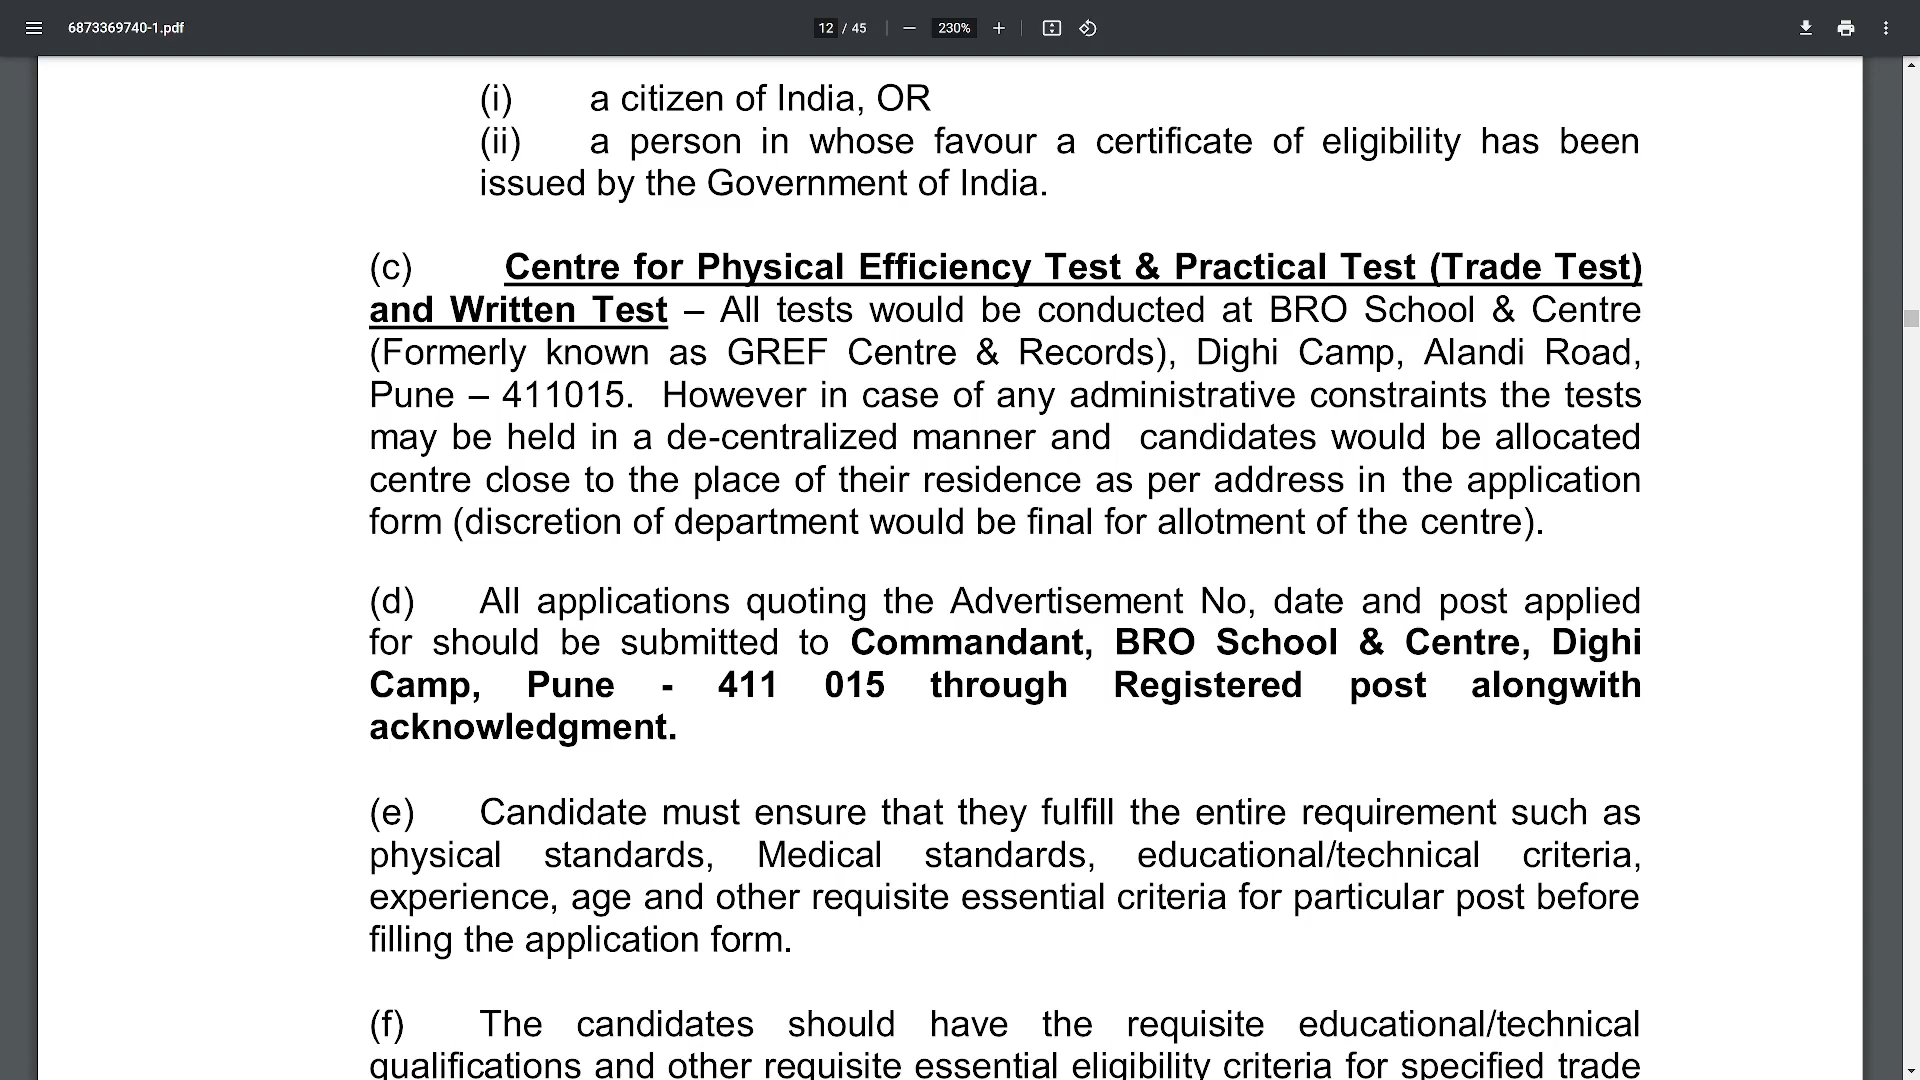 6873369740-1.pdf
12 / 45
230%
(i) a citizen of India, OR
(ii) a person in whose favour a certificate of eligibility has been
issued by the Government of India.
(c) Centre for Physical Efficiency Test & Practical Test (Trade Test)
and Written Test – All tests would be conducted at BRO School & Centre
(Formerly known as GREF Centre & Records), Dighi Camp, Alandi Road,
Pune – 411015. However in case of any administrative constraints the tests
may be held in a de-centralized manner and candidates would be allocated
centre close to the place of their residence as per address in the application
form (discretion of department would be final for allotment of the centre).
(d) All applications quoting the Advertisement No, date and post applied
for should be submitted to Commandant, BRO School & Centre, Dighi
Camp, Pune - 411 015 through Registered post alongwith
acknowledgment.
(e) Candidate must ensure that they fulfill the entire requirement such as
physical standards, Medical standards, educational/technical criteria,
experience, age and other requisite essential criteria for particular post before
filling the application form.
(f) The candidates should have the requisite educational/technical
qualifications and other requisite essential eligibility criteria for specified trade